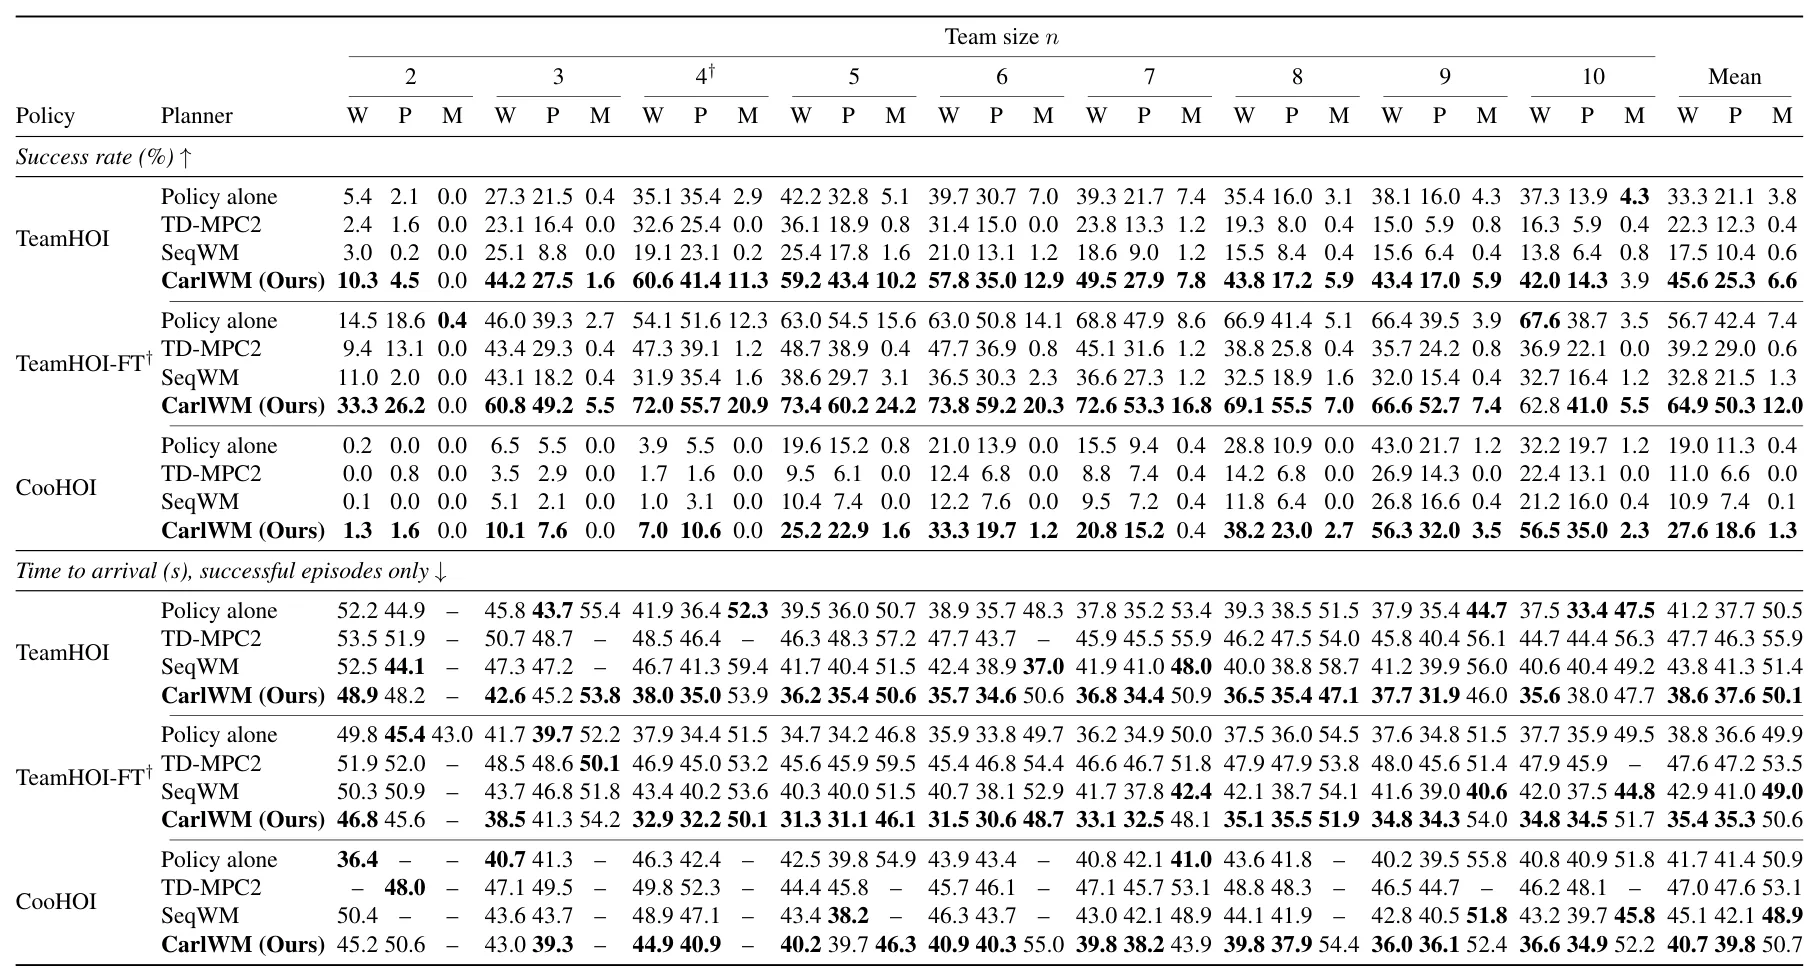 Team size n
2 3 4† 5 6 7 8 9 10 Mean
Policy Planner W P M W P M W P M W P M W P M W P M W P M W P M W P M W P M
Success rate (%) ↑
Policy alone 5.4 2.1 0.0 27.3 21.5 0.4 35.1 35.4 2.9 42.2 32.8 5.1 39.7 30.7 7.0 39.3 21.7 7.4 35.4 16.0 3.1 38.1 16.0 4.3 37.3 13.9 4.3 33.3 21.1 3.8
TD-MPC2 2.4 1.6 0.0 23.1 16.4 0.0 32.6 25.4 0.0 36.1 18.9 0.8 31.4 15.0 0.0 23.8 13.3 1.2 19.3 8.0 0.4 15.0 5.9 0.8 16.3 5.9 0.4 22.3 12.3 0.4
TeamHOI
SeqWM 3.0 0.2 0.0 25.1 8.8 0.0 19.1 23.1 0.2 25.4 17.8 1.6 21.0 13.1 1.2 18.6 9.0 1.2 15.5 8.4 0.4 15.6 6.4 0.4 13.8 6.4 0.8 17.5 10.4 0.6
CarlWM (Ours) 10.3 4.5 0.0 44.2 27.5 1.6 60.6 41.4 11.3 59.2 43.4 10.2 57.8 35.0 12.9 49.5 27.9 7.8 43.8 17.2 5.9 43.4 17.0 5.9 42.0 14.3 3.9 45.6 25.3 6.6
Policy alone 14.5 18.6 0.4 46.0 39.3 2.7 54.1 51.6 12.3 63.0 54.5 15.6 63.0 50.8 14.1 68.8 47.9 8.6 66.9 41.4 5.1 66.4 39.5 3.9 67.6 38.7 3.5 56.7 42.4 7.4
TD-MPC2 9.4 13.1 0.0 43.4 29.3 0.4 47.3 39.1 1.2 48.7 38.9 0.4 47.7 36.9 0.8 45.1 31.6 1.2 38.8 25.8 0.4 35.7 24.2 0.8 36.9 22.1 0.0 39.2 29.0 0.6
TeamHOI-FT†
SeqWM 11.0 2.0 0.0 43.1 18.2 0.4 31.9 35.4 1.6 38.6 29.7 3.1 36.5 30.3 2.3 36.6 27.3 1.2 32.5 18.9 1.6 32.0 15.4 0.4 32.7 16.4 1.2 32.8 21.5 1.3
CarlWM (Ours) 33.3 26.2 0.0 60.8 49.2 5.5 72.0 55.7 20.9 73.4 60.2 24.2 73.8 59.2 20.3 72.6 53.3 16.8 69.1 55.5 7.0 66.6 52.7 7.4 62.8 41.0 5.5 64.9 50.3 12.0
Policy alone 0.2 0.0 0.0 6.5 5.5 0.0 3.9 5.5 0.0 19.6 15.2 0.8 21.0 13.9 0.0 15.5 9.4 0.4 28.8 10.9 0.0 43.0 21.7 1.2 32.2 19.7 1.2 19.0 11.3 0.4
TD-MPC2 0.0 0.8 0.0 3.5 2.9 0.0 1.7 1.6 0.0 9.5 6.1 0.0 12.4 6.8 0.0 8.8 7.4 0.4 14.2 6.8 0.0 26.9 14.3 0.0 22.4 13.1 0.0 11.0 6.6 0.0
CooHOI
SeqWM 0.1 0.0 0.0 5.1 2.1 0.0 1.0 3.1 0.0 10.4 7.4 0.0 12.2 7.6 0.0 9.5 7.2 0.4 11.8 6.4 0.0 26.8 16.6 0.4 21.2 16.0 0.4 10.9 7.4 0.1
CarlWM (Ours) 1.3 1.6 0.0 10.1 7.6 0.0 7.0 10.6 0.0 25.2 22.9 1.6 33.3 19.7 1.2 20.8 15.2 0.4 38.2 23.0 2.7 56.3 32.0 3.5 56.5 35.0 2.3 27.6 18.6 1.3
Time to arrival (s), successful episodes only ↓
Policy alone 52.2 44.9 – 45.8 43.7 55.4 41.9 36.4 52.3 39.5 36.0 50.7 38.9 35.7 48.3 37.8 35.2 53.4 39.3 38.5 51.5 37.9 35.4 44.7 37.5 33.4 47.5 41.2 37.7 50.5
TD-MPC2 53.5 51.9 – 50.7 48.7 – 48.5 46.4 – 46.3 48.3 57.2 47.7 43.7 – 45.9 45.5 55.9 46.2 47.5 54.0 45.8 40.4 56.1 44.7 44.4 56.3 47.7 46.3 55.9
TeamHOI
SeqWM 52.5 44.1 – 47.3 47.2 – 46.7 41.3 59.4 41.7 40.4 51.5 42.4 38.9 37.0 41.9 41.0 48.0 40.0 38.8 58.7 41.2 39.9 56.0 40.6 40.4 49.2 43.8 41.3 51.4
CarlWM (Ours) 48.9 48.2 – 42.6 45.2 53.8 38.0 35.0 53.9 36.2 35.4 50.6 35.7 34.6 50.6 36.8 34.4 50.9 36.5 35.4 47.1 37.7 31.9 46.0 35.6 38.0 47.7 38.6 37.6 50.1
Policy alone 49.8 45.4 43.0 41.7 39.7 52.2 37.9 34.4 51.5 34.7 34.2 46.8 35.9 33.8 49.7 36.2 34.9 50.0 37.5 36.0 54.5 37.6 34.8 51.5 37.7 35.9 49.5 38.8 36.6 49.9
TD-MPC2 51.9 52.0 – 48.5 48.6 50.1 46.9 45.0 53.2 45.6 45.9 59.5 45.4 46.8 54.4 46.6 46.7 51.8 47.9 47.9 53.8 48.0 45.6 51.4 47.9 45.9 – 47.6 47.2 53.5
TeamHOI-FT†
SeqWM 50.3 50.9 – 43.7 46.8 51.8 43.4 40.2 53.6 40.3 40.0 51.5 40.7 38.1 52.9 41.7 37.8 42.4 42.1 38.7 54.1 41.6 39.0 40.6 42.0 37.5 44.8 42.9 41.0 49.0
CarlWM (Ours) 46.8 45.6 – 38.5 41.3 54.2 32.9 32.2 50.1 31.3 31.1 46.1 31.5 30.6 48.7 33.1 32.5 48.1 35.1 35.5 51.9 34.8 34.3 54.0 34.8 34.5 51.7 35.4 35.3 50.6
Policy alone 36.4 – – 40.7 41.3 – 46.3 42.4 – 42.5 39.8 54.9 43.9 43.4 – 40.8 42.1 41.0 43.6 41.8 – 40.2 39.5 55.8 40.8 40.9 51.8 41.7 41.4 50.9
TD-MPC2 – 48.0 – 47.1 49.5 – 49.8 52.3 – 44.4 45.8 – 45.7 46.1 – 47.1 45.7 53.1 48.8 48.3 – 46.5 44.7 – 46.2 48.1 – 47.0 47.6 53.1
CooHOI
SeqWM 50.4 – – 43.6 43.7 – 48.9 47.1 – 43.4 38.2 – 46.3 43.7 – 43.0 42.1 48.9 44.1 41.9 – 42.8 40.5 51.8 43.2 39.7 45.8 45.1 42.1 48.9
CarlWM (Ours) 45.2 50.6 – 43.0 39.3 – 44.9 40.9 – 40.2 39.7 46.3 40.9 40.3 55.0 39.8 38.2 43.9 39.8 37.9 54.4 36.0 36.1 52.4 36.6 34.9 52.2 40.7 39.8 50.7